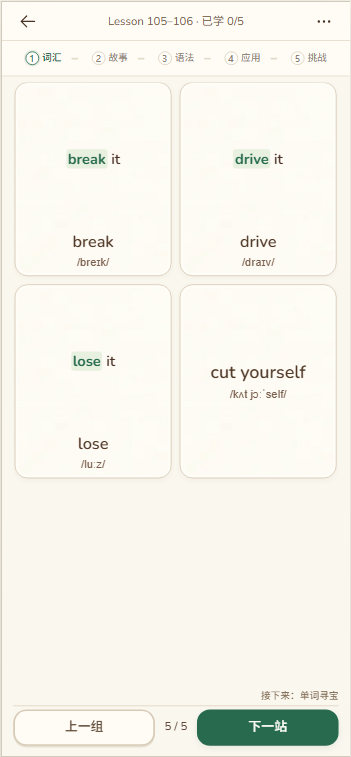 Lesson 105–106 · 已学 0/5
1 词汇 – 2 故事 – 3 语法 – 4 应用 – 5 挑战
break it
break
/breɪk/
drive it
drive
/draɪv/
lose it
lose
/luːz/
cut yourself
/kʌt jɔːˈself/
接下来：单词寻宝
上一组
5 / 5
下一站